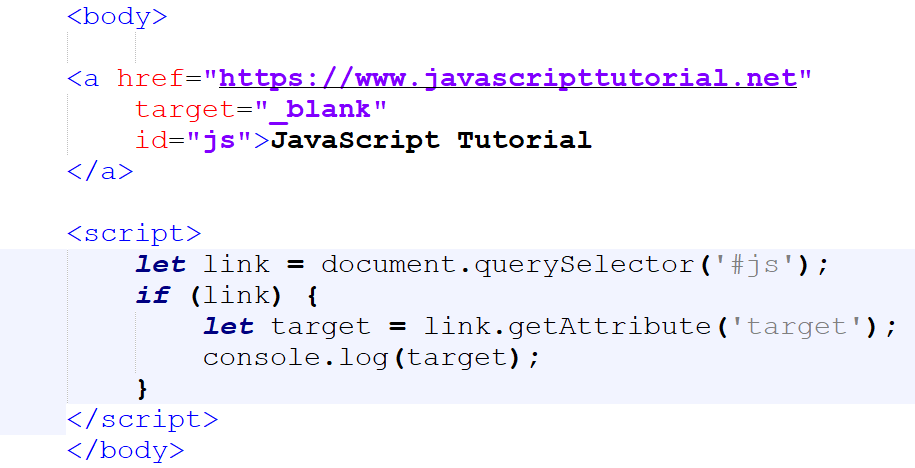 <body>
<a href="https://www.javascripttutorial.net"
target="_blank"
id="js">JavaScript Tutorial
</a>
<script>
let link = document.querySelector('#js');
if (link) {
let target = link.getAttribute('target');
console.log(target);
}
</script>
</body>